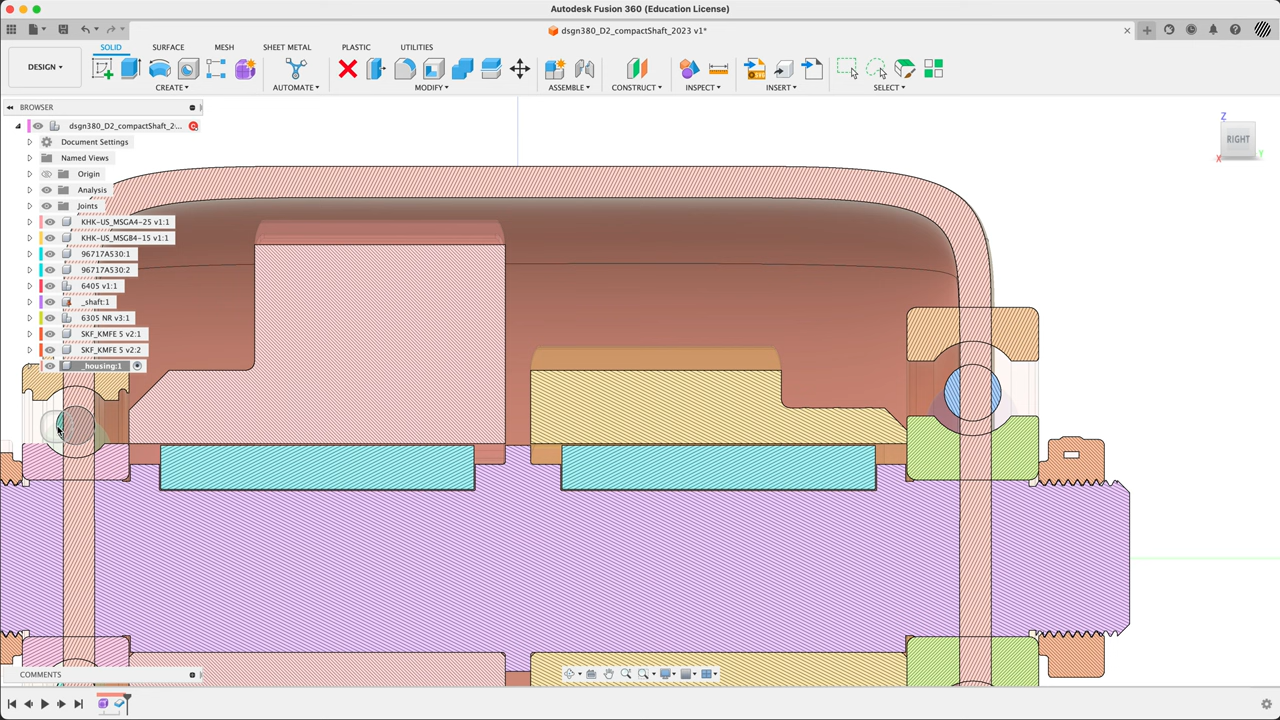 Autodesk Fusion 360 (Education License)
dsgn380_D2_compactShaft_2023 v1*
SOLID SURFACE MESH SHEET METAL PLASTIC UTILITIES
DESIGN
CREATE AUTOMATE MODIFY ASSEMBLE CONSTRUCT INSPECT INSERT SELECT
BROWSER
dsgn380_D2_compactShaft_2...
Document Settings
Named Views
Origin
Analysis
Joints
KHK-US_MSGA4-25 v1:1
KHK-US_MSGB4-15 v1:1
96717A530:1
96717A530:2
6405 v1:1
_shaft:1
6305 NR v3:1
SKF_KMFE 5 v2:1
SKF_KMFE 5 v2:2
_housing:1
Z
RIGHT
X
Y
COMMENTS